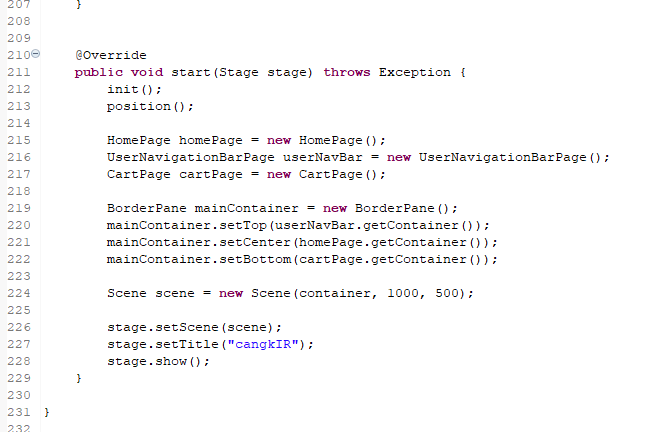 207     }
208
209
210     @Override
211     public void start(Stage stage) throws Exception {
212         init();
213         position();
214
215         HomePage homePage = new HomePage();
216         UserNavigationBarPage userNavBar = new UserNavigationBarPage();
217         CartPage cartPage = new CartPage();
218
219         BorderPane mainContainer = new BorderPane();
220         mainContainer.setTop(userNavBar.getContainer());
221         mainContainer.setCenter(homePage.getContainer());
222         mainContainer.setBottom(cartPage.getContainer());
223
224         Scene scene = new Scene(container, 1000, 500);
225
226         stage.setScene(scene);
227         stage.setTitle("cangkIR");
228         stage.show();
229     }
230
231 }
232